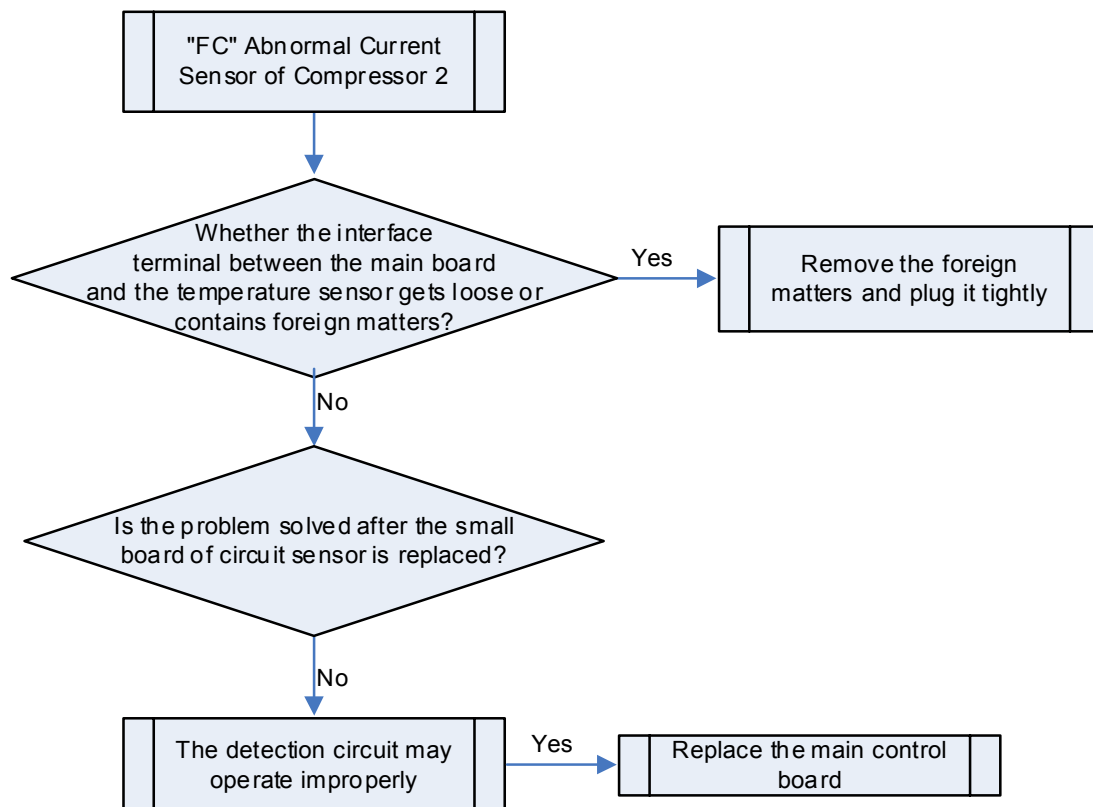 "FC" Abnormal Current
Sensor of Compressor 2
Whether the interface
terminal between the main board
and the temperature sensor gets loose or
contains foreign matters?
Yes
Remove the foreign
matters and plug it tightly
No
Is the problem solved after the small
board of circuit sensor is replaced?
No
The detection circuit may
operate improperly
Yes
Replace the main control
board